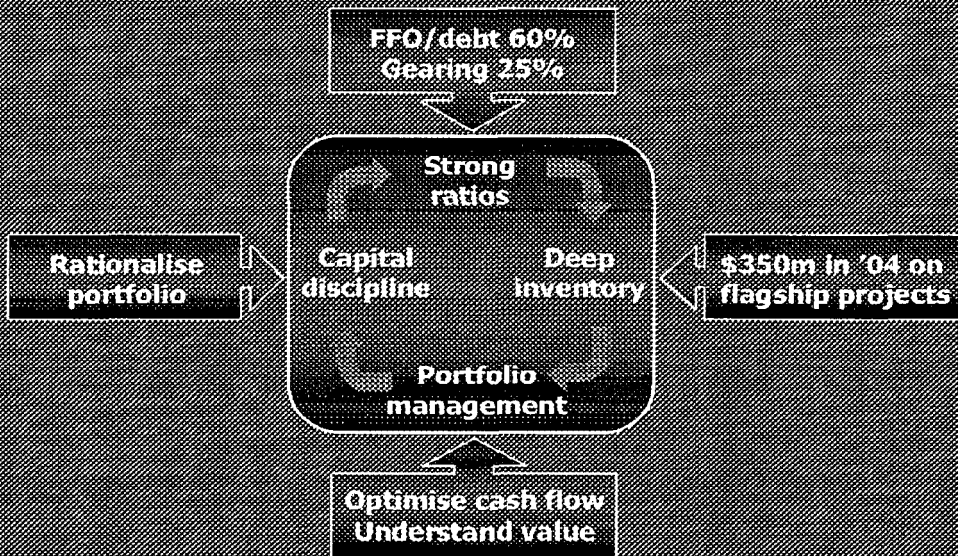 FFO/debt 60%
Gearing 25%
Strong
ratios
Rationalise
portfolio
Capital
discipline
Deep
inventory
$350m in '04 on
flagship projects
Portfolio
management
Optimise cash flow
Understand value